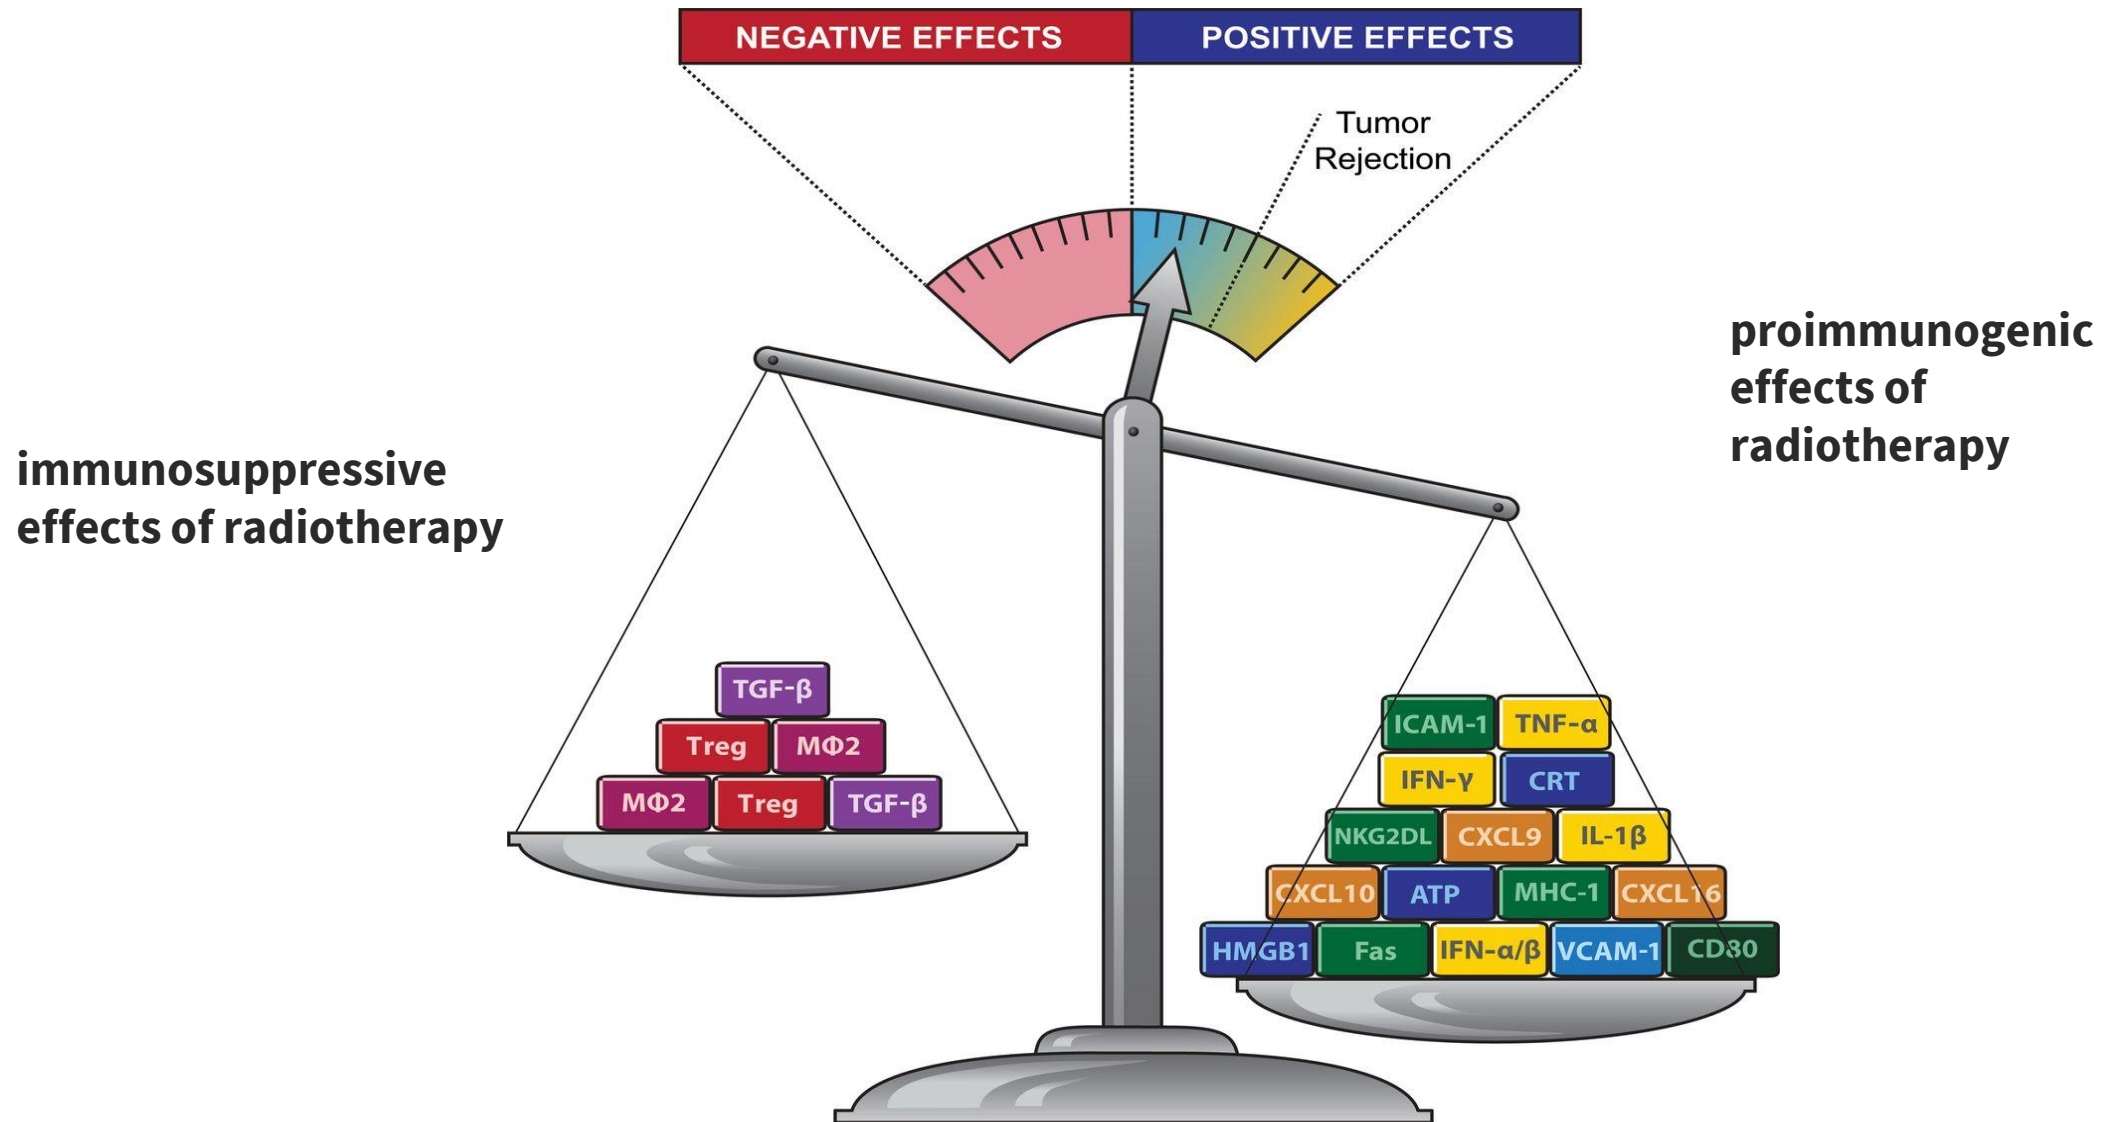 NEGATIVE EFFECTS
POSITIVE EFFECTS
Tumor
Rejection
proimmunogenic
effects of
radiotherapy
immunosuppressive
effects of radiotherapy
TGF-β
Treg
MΦ2
MΦ2
Treg
TGF-β
ICAM-1
TNF-α
IFN-γ
CRT
NKG2DL
CXCL9
IL-1β
CXCL10
ATP
MHC-1
CXCL16
HMGB1
Fas
IFN-α/β
VCAM-1
CD80